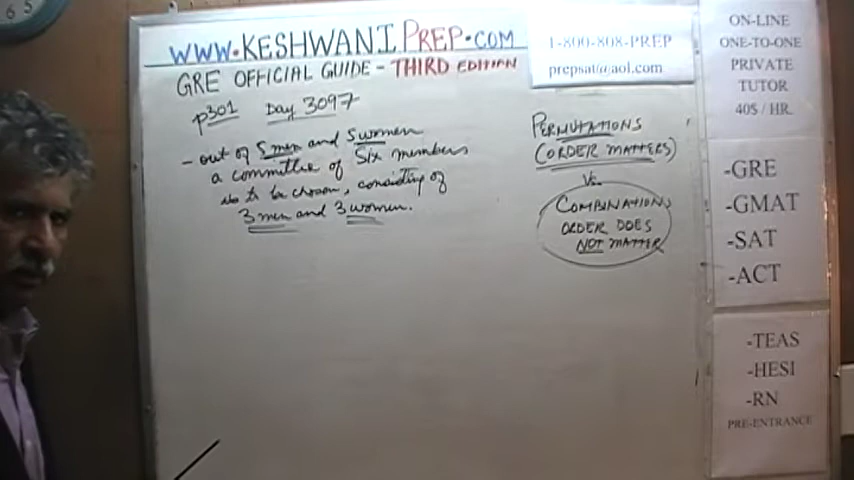 6 5
WWW.KESHWANIPREP.COM
GRE OFFICIAL GUIDE - THIRD EDITION
p301 Day 3097
- out of 5 men and 5 women
a committee of six members
is to be chosen, consisting of
3 men and 3 women.
1-800-808-PREP
prepsat@aol.com
PERMUTATIONS
(ORDER MATTERS)
Vs.
COMBINATIONS
ORDER DOES
NOT MATTER
ON-LINE
ONE-TO-ONE
PRIVATE
TUTOR
40$ / HR.
-GRE
-GMAT
-SAT
-ACT
-TEAS
-HESI
-RN
PRE-ENTRANCE